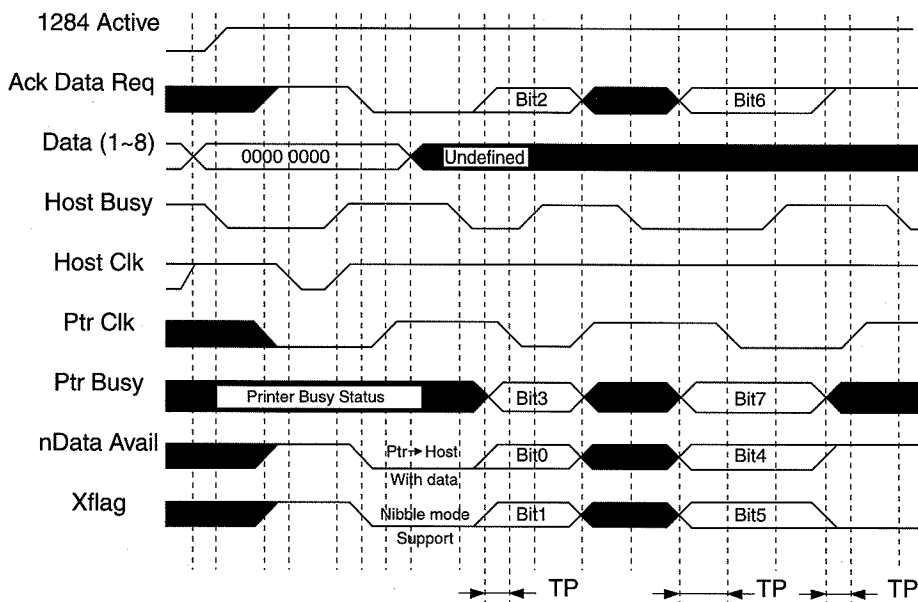 1284 Active
Ack Data Req
Bit2
Bit6
Data (1~8)
0000 0000
Undefined
Host Busy
Host Clk
Ptr Clk
Ptr Busy
Printer Busy Status
Bit3
Bit7
nData Avail
Ptr→Host
With data
Bit0
Bit4
Xflag
Nibble mode
Support
Bit1
Bit5
TP
TP
TP